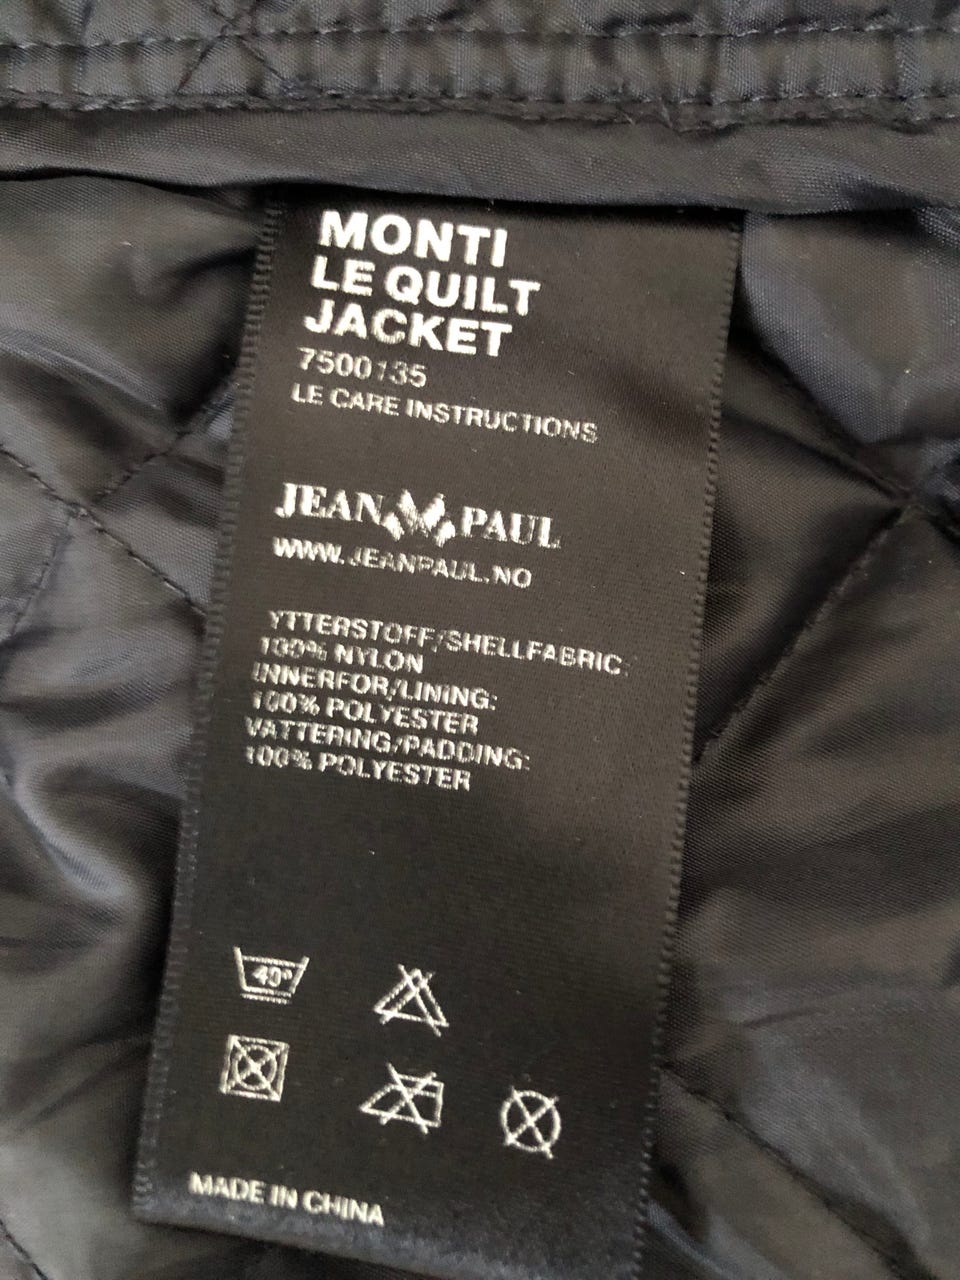 MONTI
LE QUILT
JACKET
7500135
LE CARE INSTRUCTIONS
JEAN PAUL
WWW.JEANPAUL.NO
YTTERSTOFF/SHELLFABRIC:
100% NYLON
INNERFOR/LINING:
100% POLYESTER
VATTERING/PADDING:
100% POLYESTER
40°
MADE IN CHINA